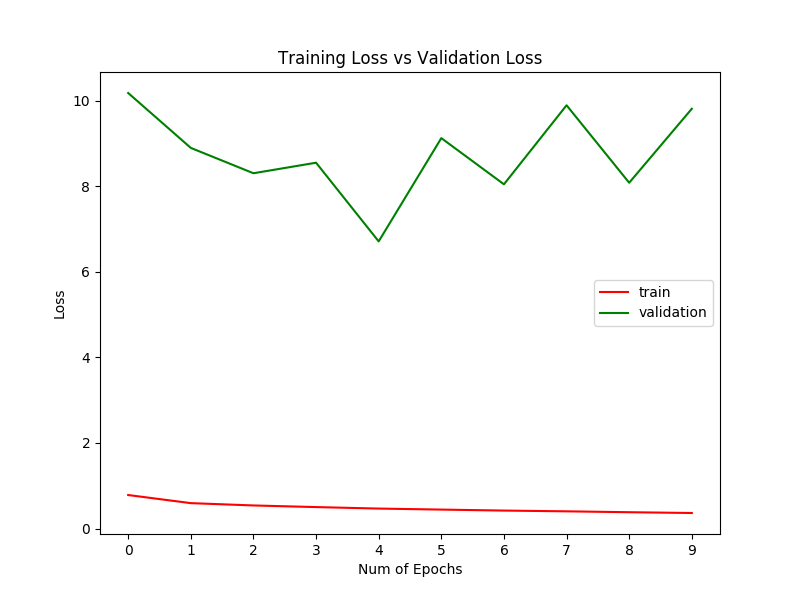 Training Loss vs Validation Loss
10
8
6
4
2
0
Loss
train
validation
0 1 2 3 4 5 6 7 8 9
Num of Epochs